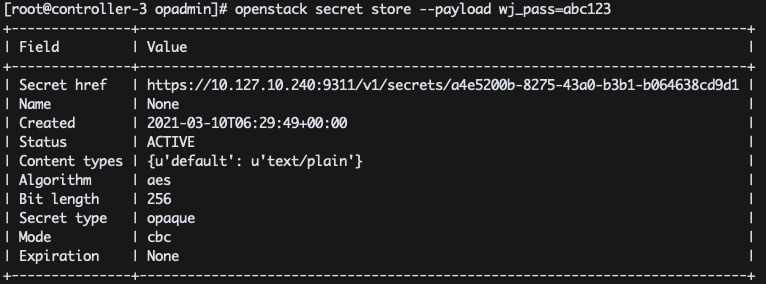 [root@controller-3 opadmin]# openstack secret store --payload wj_pass=abc123
+---------------+------------------------------------------------------------------------+
| Field | Value |
+---------------+------------------------------------------------------------------------+
| Secret href | https://10.127.10.240:9311/v1/secrets/a4e5200b-8275-43a0-b3b1-b064638cd9d1 |
| Name | None |
| Created | 2021-03-10T06:29:49+00:00 |
| Status | ACTIVE |
| Content types | {u'default': u'text/plain'} |
| Algorithm | aes |
| Bit length | 256 |
| Secret type | opaque |
| Mode | cbc |
| Expiration | None |
+---------------+------------------------------------------------------------------------+